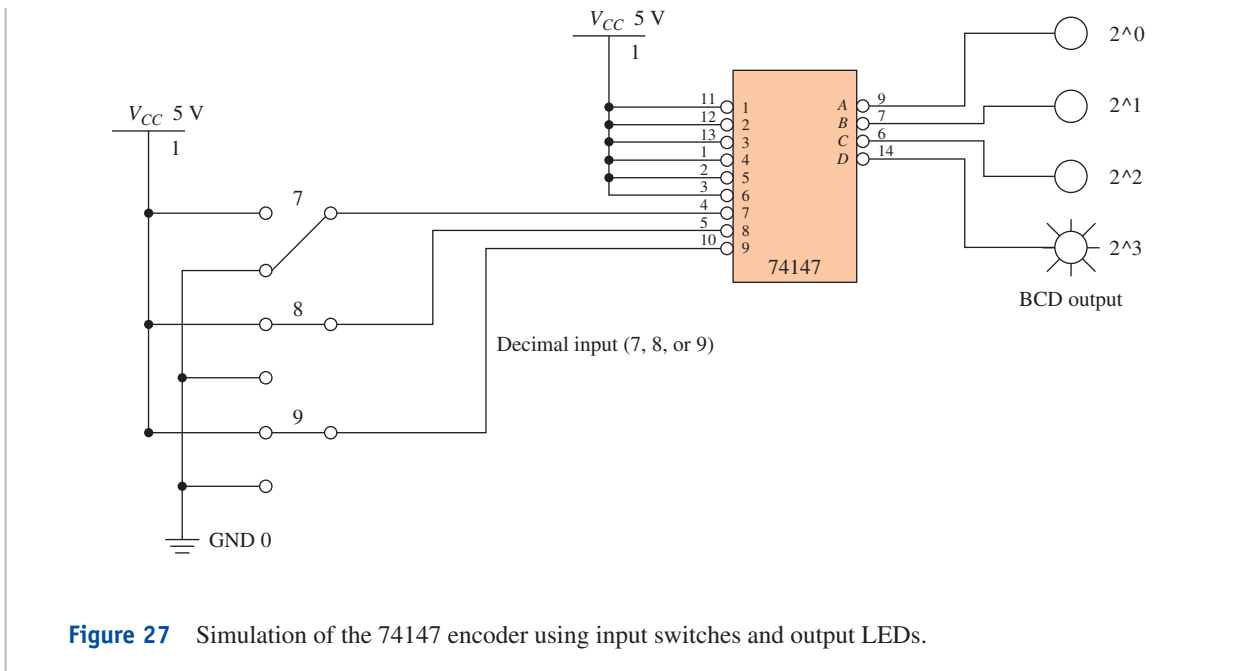 V_CC 5 V
1
2^0
11 1 A 9
12 2 B 7
2^1
13 3 C 6
1 4 D 14
2 5
3 6
2^2
V_CC 5 V
1
7
4 7
5 8
10 9
74147
2^3
BCD output
8
Decimal input (7, 8, or 9)
9
GND 0
Figure 27 Simulation of the 74147 encoder using input switches and output LEDs.